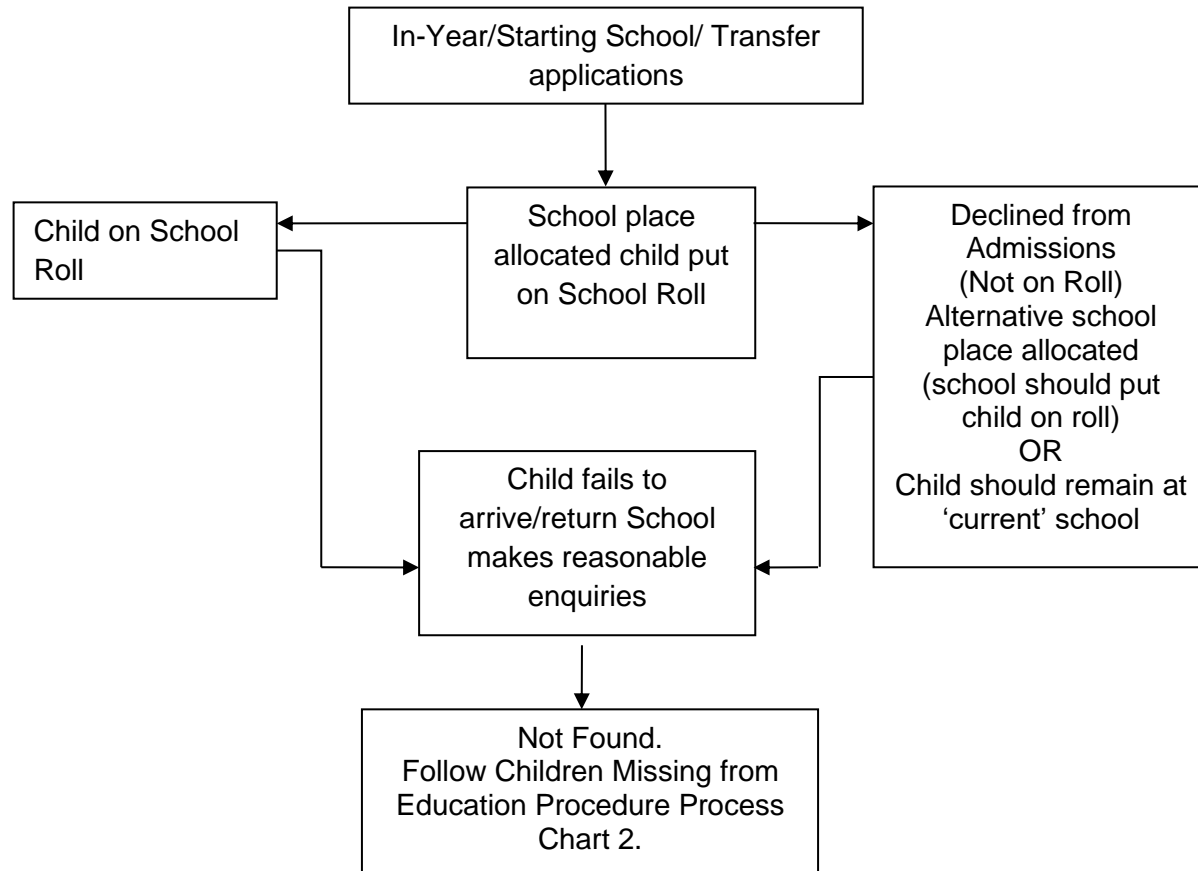 In-Year/Starting School/ Transfer
applications
Child on School
Roll
School place
allocated child put
on School Roll
Declined from
Admissions
(Not on Roll)
Alternative school
place allocated
(school should put
child on roll)
OR
Child should remain at
‘current’ school
Child fails to
arrive/return School
makes reasonable
enquiries
Not Found.
Follow Children Missing from
Education Procedure Process
Chart 2.